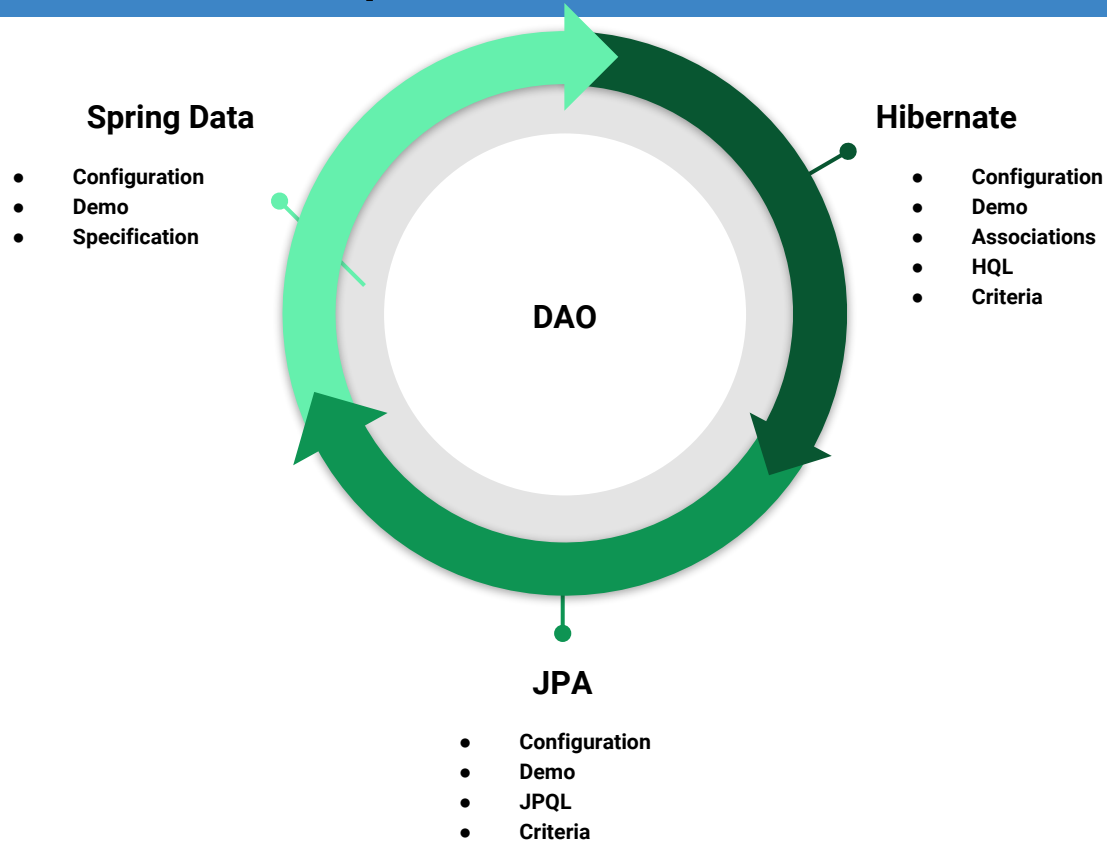 Spring Data
● Configuration
● Demo
● Specification
Hibernate
● Configuration
● Demo
● Associations
● HQL
● Criteria
DAO
JPA
● Configuration
● Demo
● JPQL
● Criteria